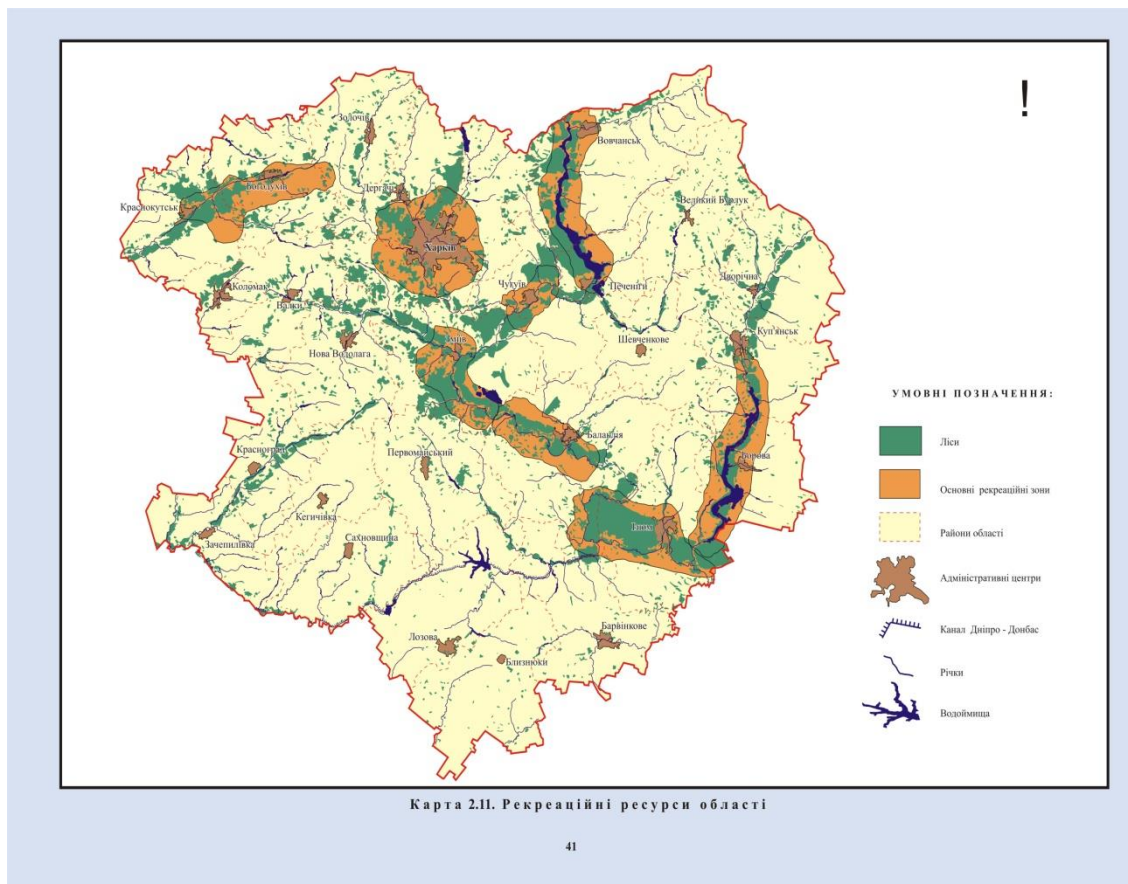 !
Золочів
Вовчанськ
Богодухів
Дергачі
Краснокутськ
Великий Бурлук
Харків
Дворічна
Коломак
Валки
Чугуїв
Печеніги
Куп'янськ
Нова Водолага
Зміїв
Шевченкове
Балаклія
Борова
Красноград
Первомайський
Кегичівка
Ізюм
Зачепилівка
Сахновщина
Лозова
Барвінкове
Близнюки
УМОВНІ ПОЗНАЧЕННЯ:
Ліси
Основні рекреаційні зони
Райони області
Адміністративні центри
Канал Дніпро - Донбас
Річки
Водоймища
Карта 2.11. Рекреаційні ресурси області
41